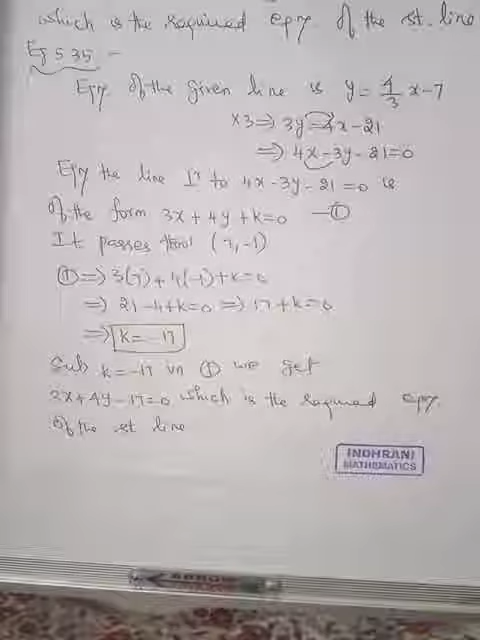 which is the required eqn. of the st. line
Eg 5.35 -
Eqn of the given line is y = 4/3 x - 7
×3 ⇒ 3y = 4x - 21
⇒ 4x - 3y - 21 = 0
Eqn the line ⊥r to 4x - 3y - 21 = 0 is
of the form 3x + 4y + k = 0 — ①
It passes thro' (7, -1)
① ⇒ 3(7) + 4(-1) + k = 0
⇒ 21 - 4 + k = 0 ⇒ 17 + k = 0
⇒ k = -17
Sub k = -17 in ① we get
3x + 4y - 17 = 0 which is the required eqn.
of the st line
INDHRANI
MATHEMATICS